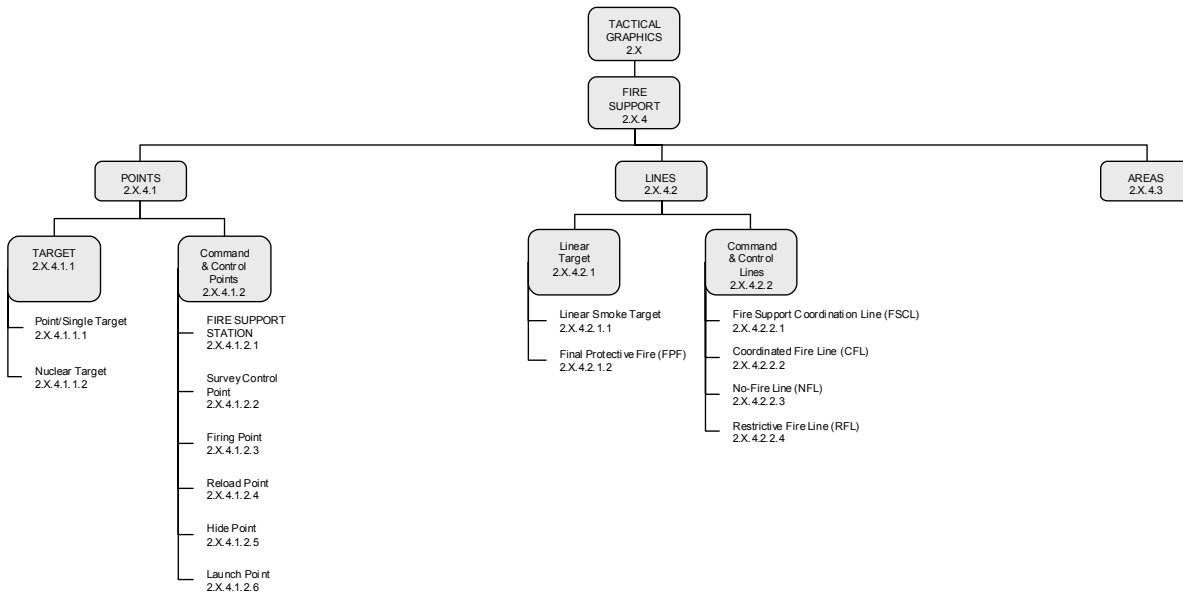 TACTICAL
GRAPHICS
2.X
FIRE
SUPPORT
2.X.4
POINTS
2.X.4.1
LINES
2.X.4.2
AREAS
2.X.4.3
TARGET
2.X.4.1.1
Command
& Control
Points
2.X.4.1.2
Linear
Target
2.X.4.2.1
Command
& Control
Lines
2.X.4.2.2
Point/Single Target
2.X.4.1.1.1
Nuclear Target
2.X.4.1.1.2
FIRE SUPPORT
STATION
2.X.4.1.2.1
Survey Control
Point
2.X.4.1.2.2
Firing Point
2.X.4.1.2.3
Reload Point
2.X.4.1.2.4
Hide Point
2.X.4.1.2.5
Launch Point
2.X.4.1.2.6
Linear Smoke Target
2.X.4.2.1.1
Final Protective Fire (FPF)
2.X.4.2.1.2
Fire Support Coordination Line (FSCL)
2.X.4.2.2.1
Coordinated Fire Line (CFL)
2.X.4.2.2.2
No-Fire Line (NFL)
2.X.4.2.2.3
Restrictive Fire Line (RFL)
2.X.4.2.2.4